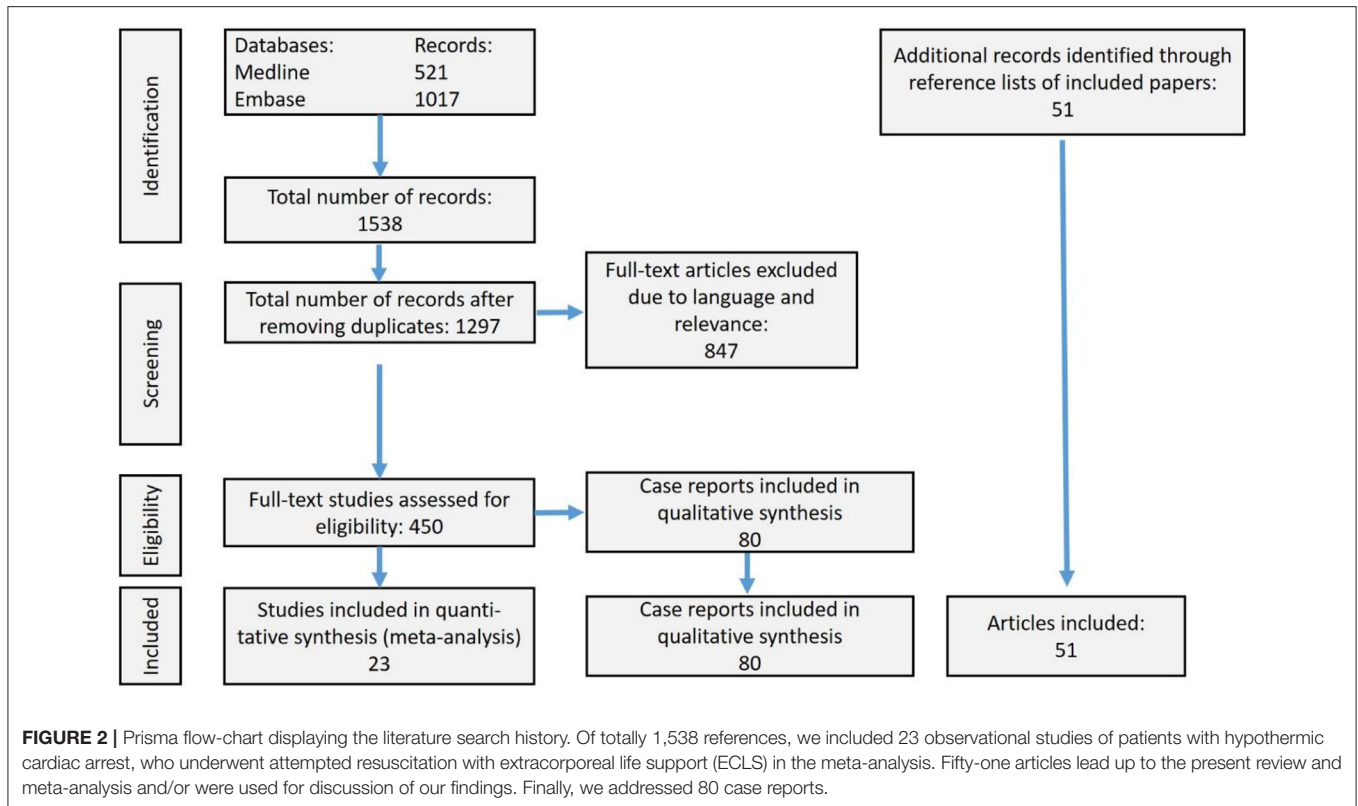 Identification
Databases: Records:
Medline 521
Embase 1017
Additional records identified through
reference lists of included papers:
51
Total number of records:
1538
Screening
Total number of records after
removing duplicates: 1297
Full-text articles excluded
due to language and
relevance:
847
Eligibility
Full-text studies assessed for
eligibility: 450
Case reports included in
qualitative synthesis
80
Included
Studies included in quanti-
tative synthesis (meta-analysis)
23
Case reports included in
qualitative synthesis
80
Articles included:
51
FIGURE 2 | Prisma flow-chart displaying the literature search history. Of totally 1,538 references, we included 23 observational studies of patients with hypothermic
cardiac arrest, who underwent attempted resuscitation with extracorporeal life support (ECLS) in the meta-analysis. Fifty-one articles lead up to the present review and
meta-analysis and/or were used for discussion of our findings. Finally, we addressed 80 case reports.